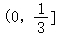 (0, 1/3]